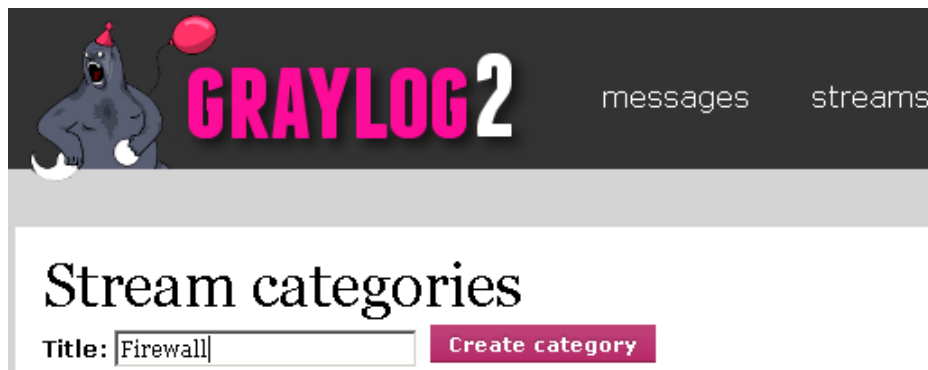 GRAYLOG2
messages streams
Stream categories
Title: Firewall Create category